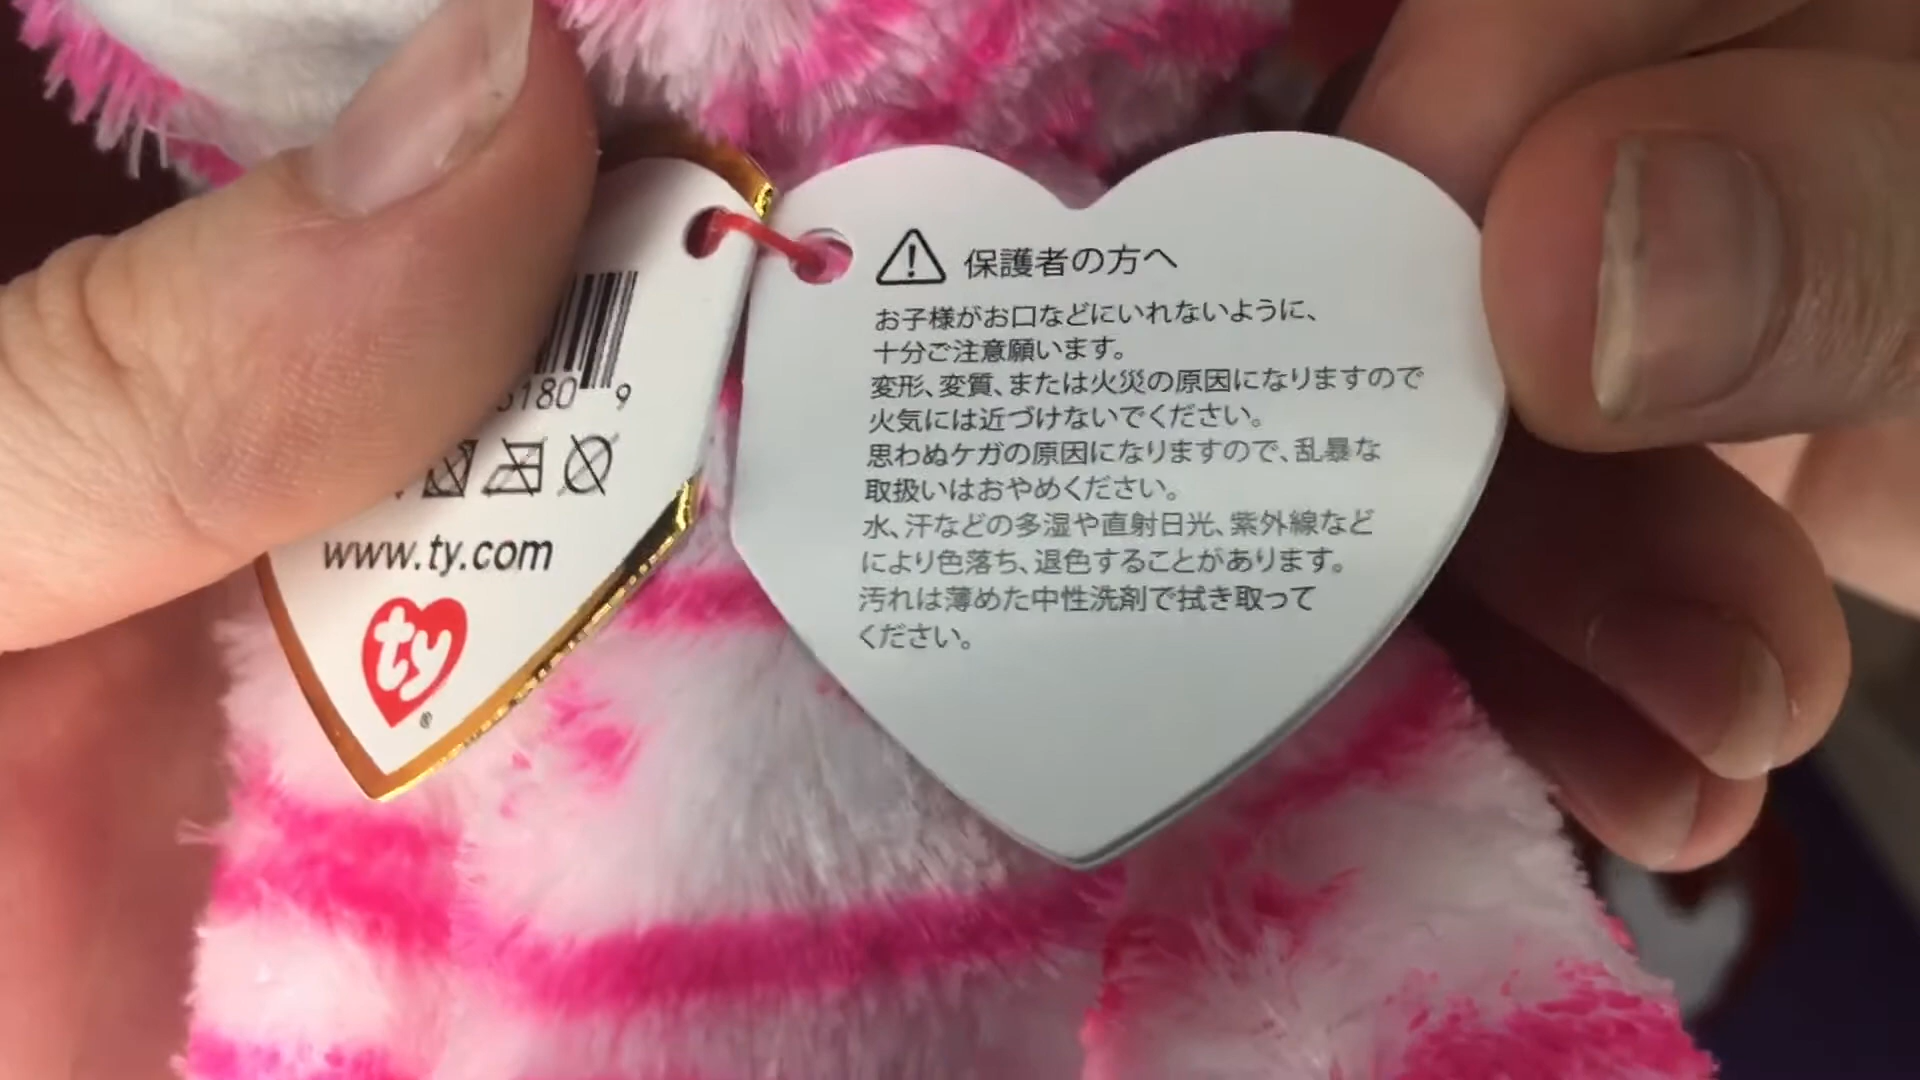 180 9
www.ty.com
ty
®
保護者の方へ
お子様がお口などにいれないように、
十分ご注意願います。
変形、変質、または火災の原因になりますので
火気には近づけないでください。
思わぬケガの原因になりますので、乱暴な
取扱いはおやめください。
水、汗などの多湿や直射日光、紫外線など
により色落ち、退色することがあります。
汚れは薄めた中性洗剤で拭き取って
ください。